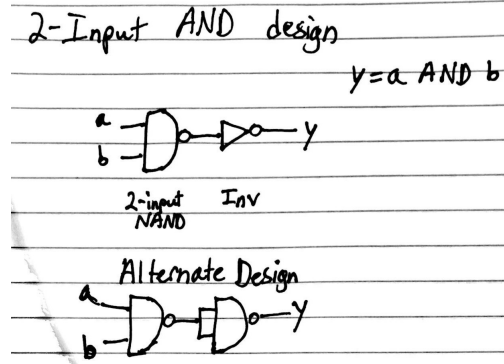 2-Input AND design
y=a AND b
a
b
y
2-input Inv
NAND
Alternate Design
a
b
y